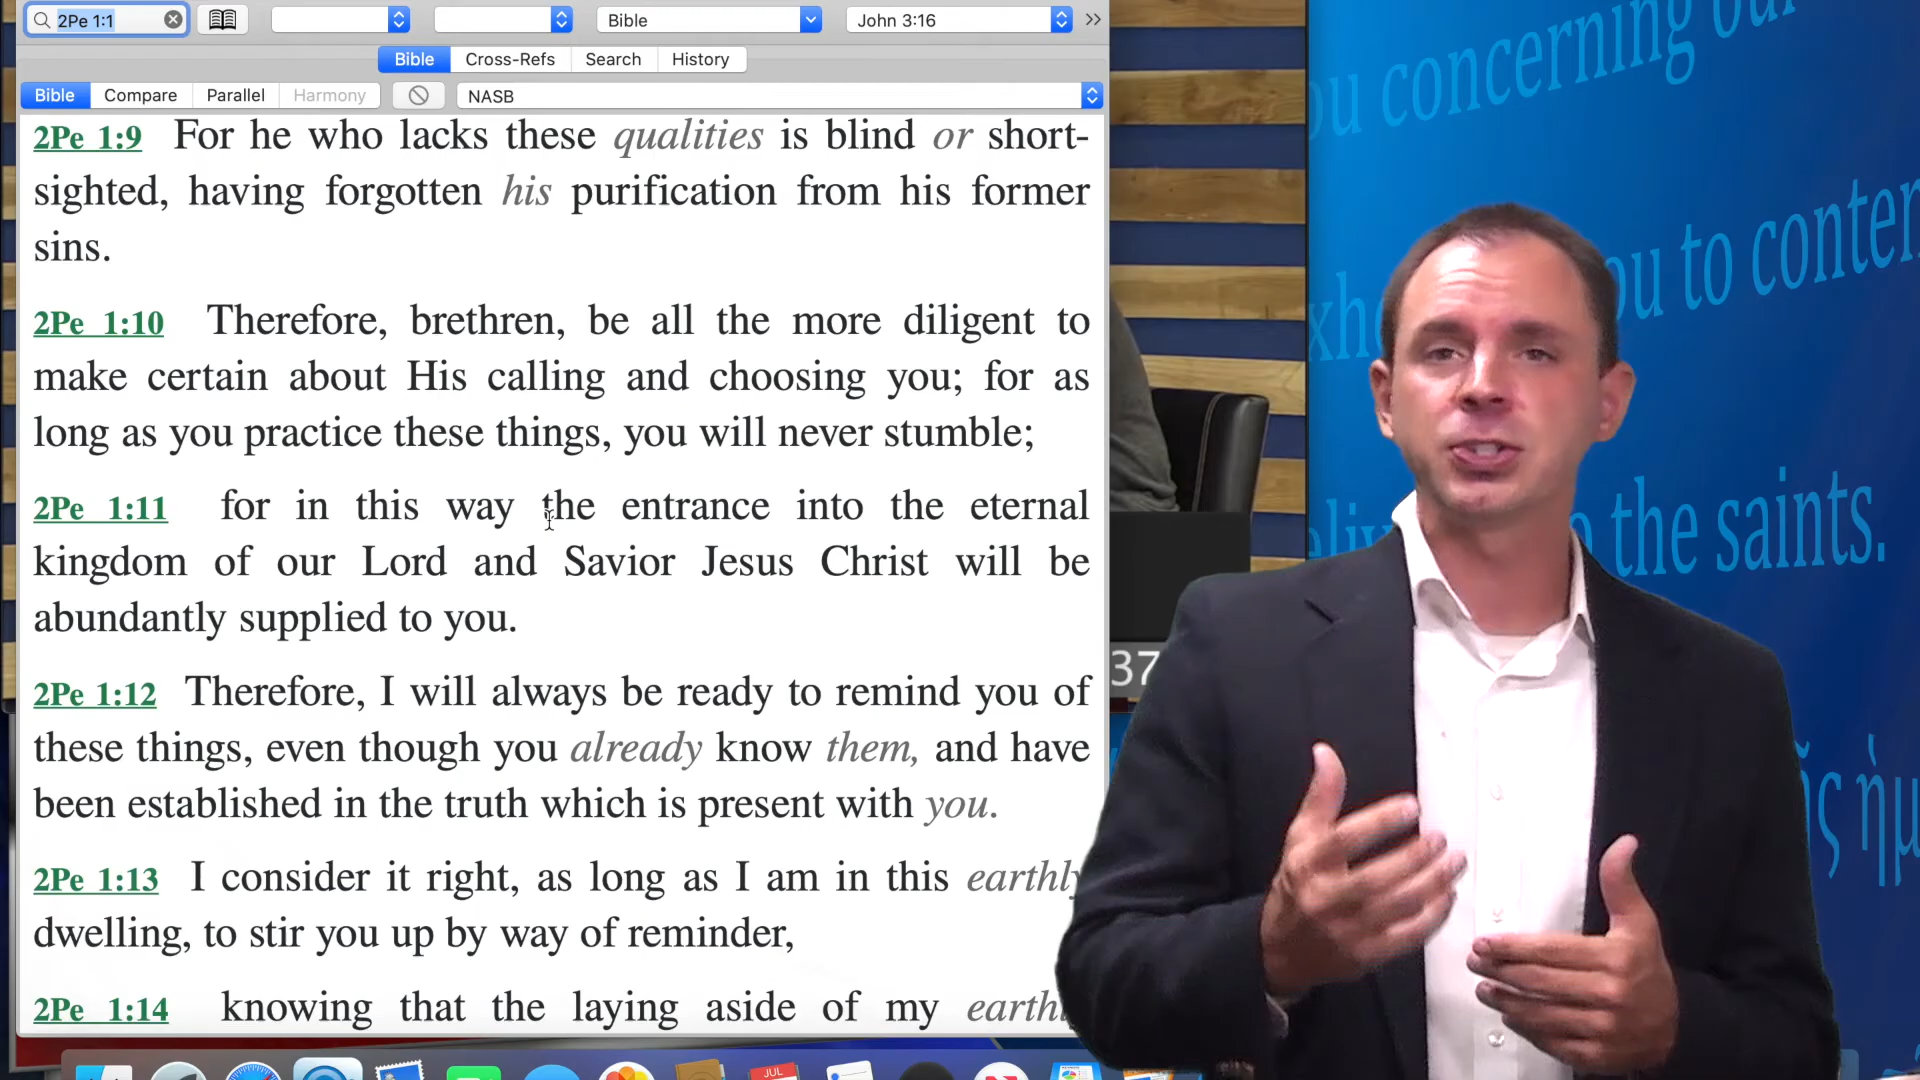 2Pe 1:1
Bible
John 3:16
Bible Cross-Refs Search History
Bible Compare Parallel Harmony
NASB
2Pe 1:9 For he who lacks these qualities is blind or short-
sighted, having forgotten his purification from his former
sins.
2Pe 1:10 Therefore, brethren, be all the more diligent to
make certain about His calling and choosing you; for as
long as you practice these things, you will never stumble;
2Pe 1:11 for in this way the entrance into the eternal
kingdom of our Lord and Savior Jesus Christ will be
abundantly supplied to you.
2Pe 1:12 Therefore, I will always be ready to remind you of
these things, even though you already know them, and have
been established in the truth which is present with you.
2Pe 1:13 I consider it right, as long as I am in this earthly
dwelling, to stir you up by way of reminder,
2Pe 1:14 knowing that the laying aside of my
JUL
37
concerning
ou to
the saints.
ς ἡμ